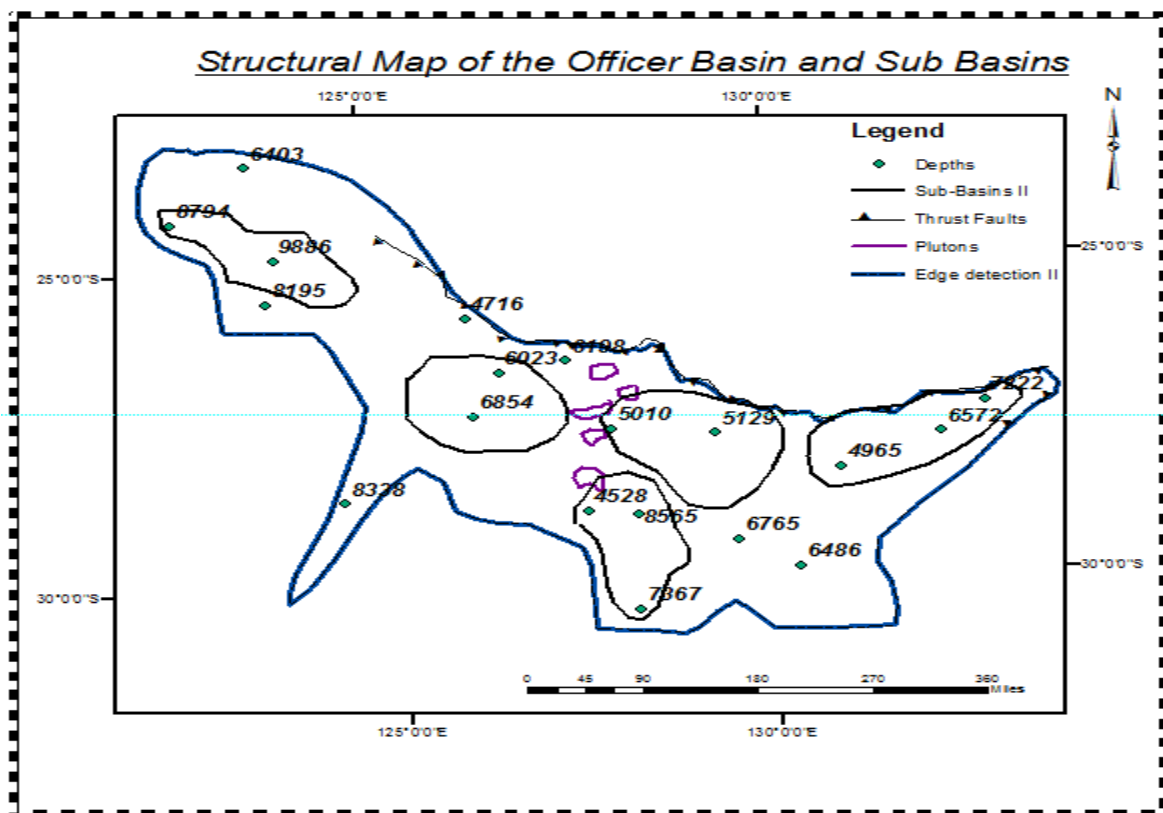 Structural Map of the Officer Basin and Sub Basins
125°0'0"E
130°0'0"E
N
Legend
Depths
Sub-Basins II
Thrust Faults
Plutons
Edge detection II
6403
8794
9886
8195
4716
6023
6198
6854
5010
5129
7222
6572
4965
8338
4528
8565
6765
6486
7367
25°0'0"S
25°0'0"S
30°0'0"S
30°0'0"S
0 45 90 180 270 360
Miles
125°0'0"E
130°0'0"E